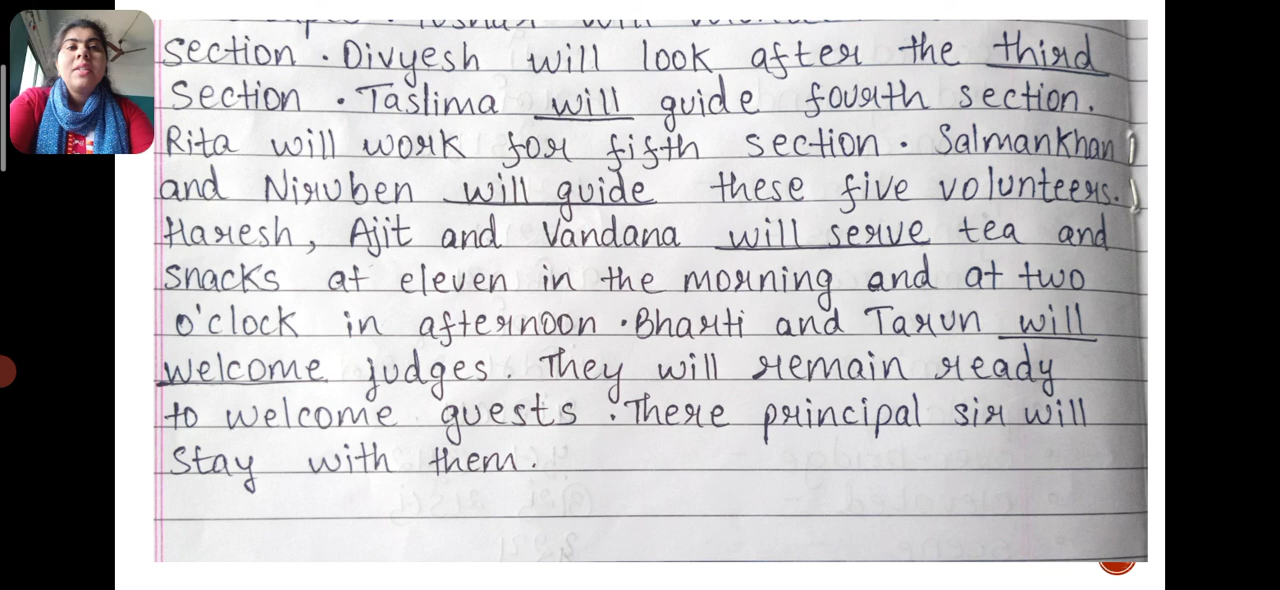 section. Divyesh will look after the third
section. Taslima will guide fourth section.
Rita will work for fifth section. Salmankhan
and Niruben will guide these five volunteers.
Haresh, Ajit and Vandana will serve tea and
snacks at eleven in the morning and at two
o'clock in afternoon. Bharti and Tarun will
welcome judges. They will remain ready
to welcome guests. There principal sir will
stay with them.